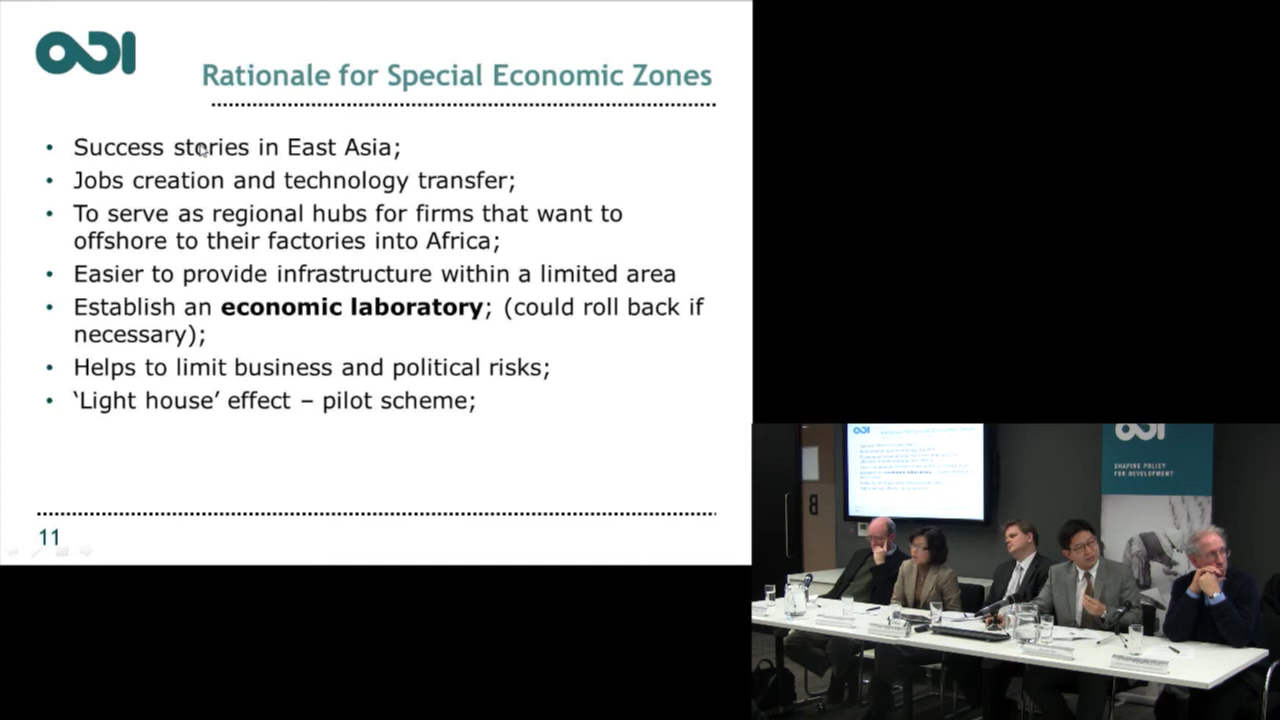 ODI
Rationale for Special Economic Zones
• Success stories in East Asia;
• Jobs creation and technology transfer;
• To serve as regional hubs for firms that want to
offshore to their factories into Africa;
• Easier to provide infrastructure within a limited area
• Establish an economic laboratory; (could roll back if
necessary);
• Helps to limit business and political risks;
• ‘Light house’ effect – pilot scheme;
11
ODI
ODI
SHAPING POLICY
FOR DEVELOPMENT